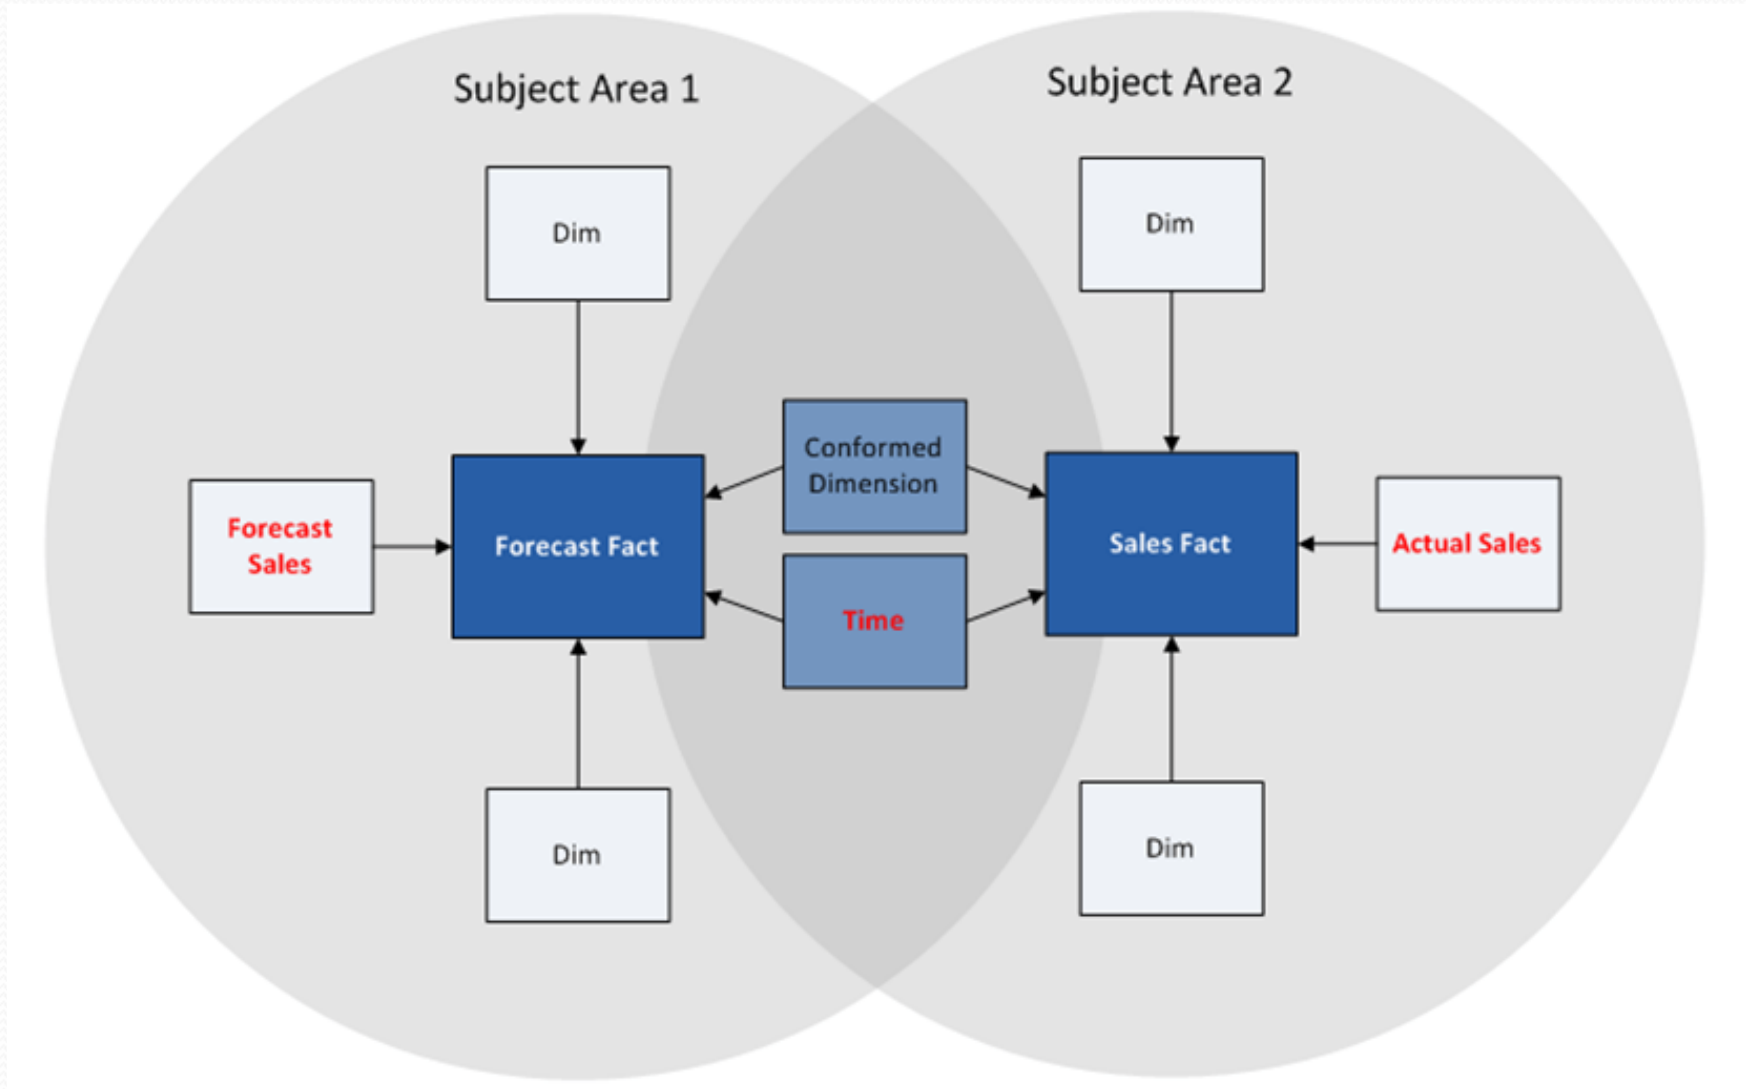 Subject Area 1
Subject Area 2
Dim
Dim
Conformed
Dimension
Forecast
Sales
Forecast Fact
Sales Fact
Actual Sales
Time
Dim
Dim